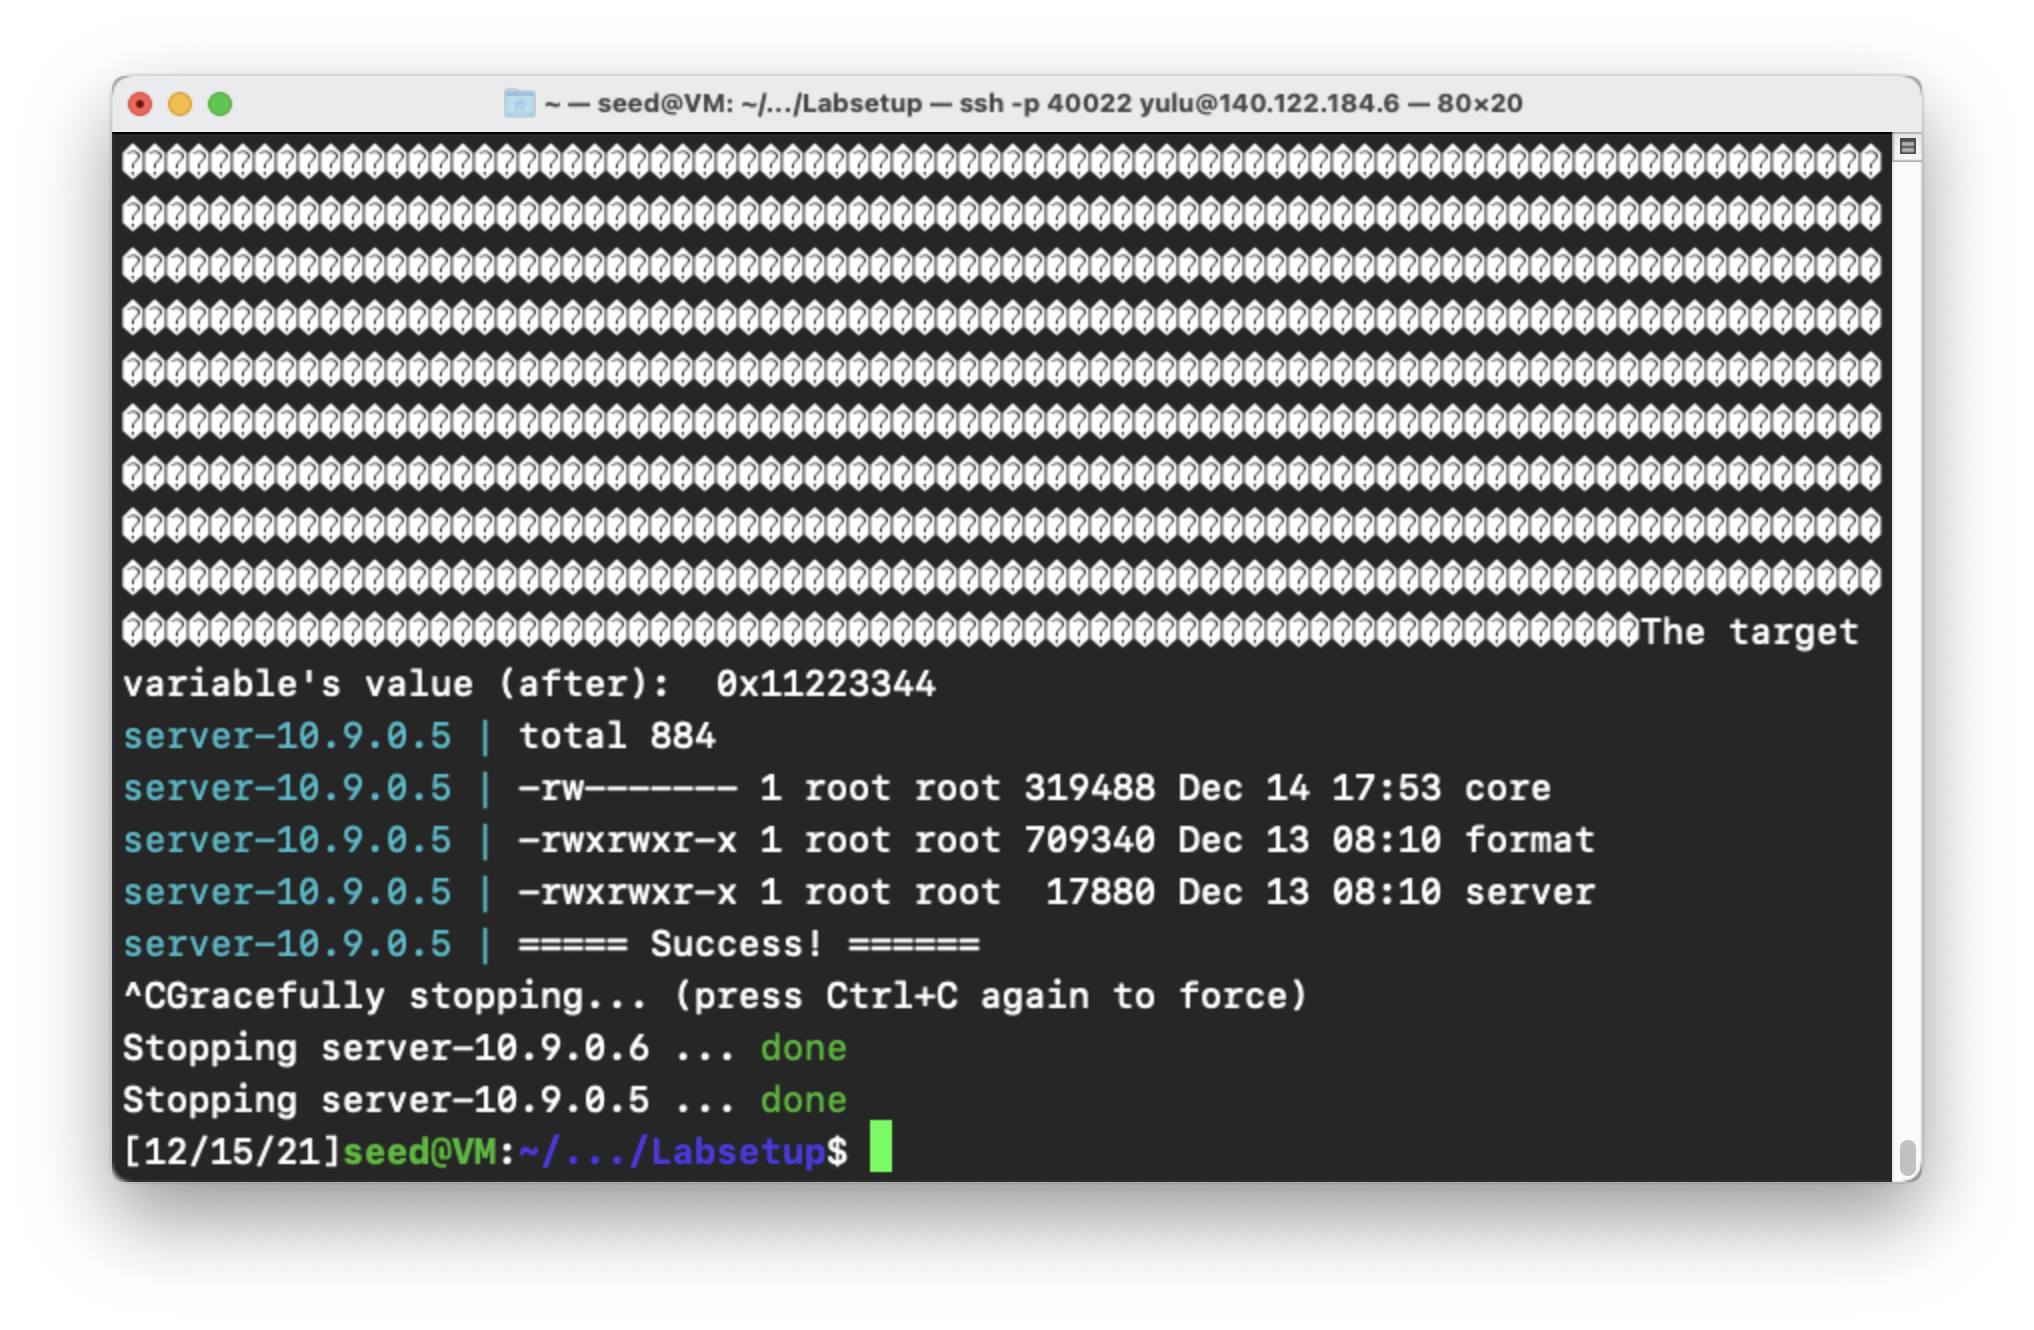 ~ — seed@VM: ~/.../Labsetup — ssh -p 40022 yulu@140.122.184.6 — 80×20
��������������������������������������������������������������������������������
��������������������������������������������������������������������������������
��������������������������������������������������������������������������������
��������������������������������������������������������������������������������
��������������������������������������������������������������������������������
��������������������������������������������������������������������������������
��������������������������������������������������������������������������������
��������������������������������������������������������������������������������
��������������������������������������������������������������������������������
���������������������������������������������������������������������The target
variable's value (after):  0x11223344
server-10.9.0.5 | total 884
server-10.9.0.5 | -rw------- 1 root root 319488 Dec 14 17:53 core
server-10.9.0.5 | -rwxrwxr-x 1 root root 709340 Dec 13 08:10 format
server-10.9.0.5 | -rwxrwxr-x 1 root root  17880 Dec 13 08:10 server
server-10.9.0.5 | ===== Success! ======
^CGracefully stopping... (press Ctrl+C again to force)
Stopping server-10.9.0.6 ... done
Stopping server-10.9.0.5 ... done
[12/15/21]seed@VM:~/.../Labsetup$